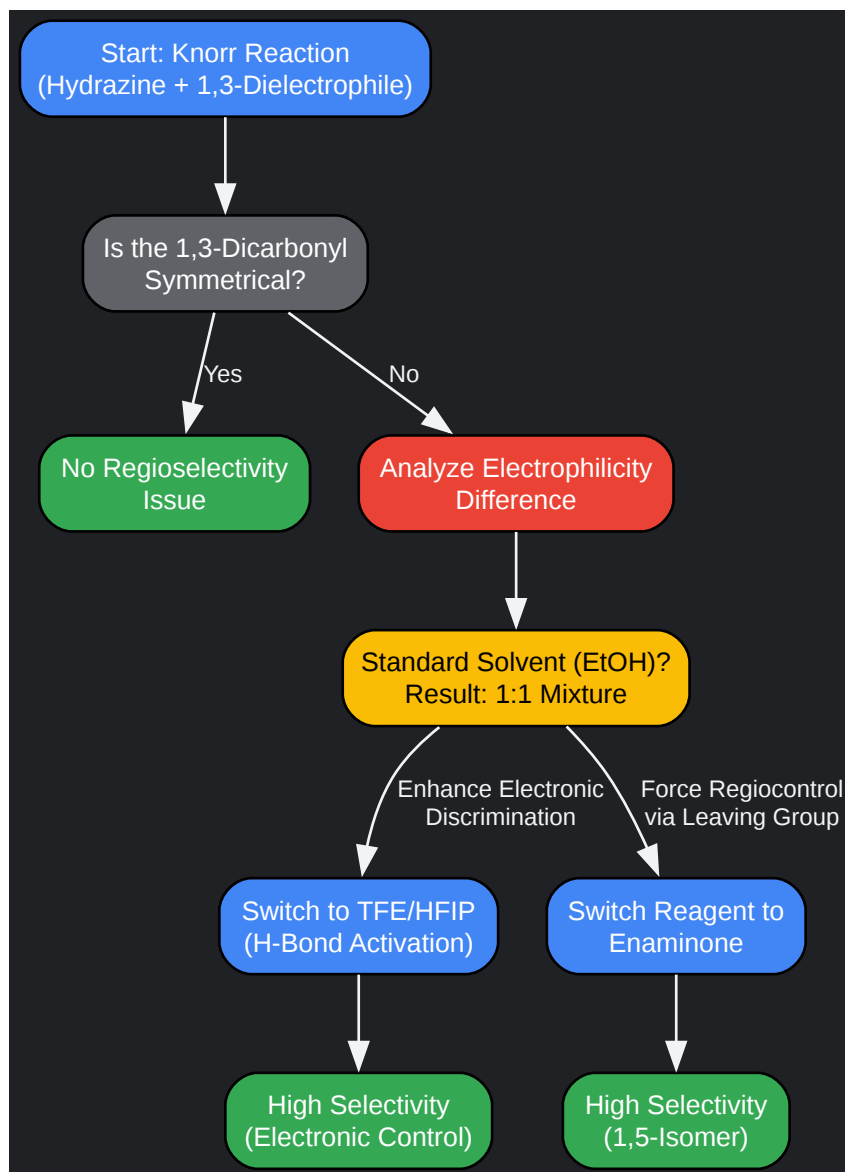 Start: Knorr Reaction
(Hydrazine + 1,3-Dielectrophile)
Is the 1,3-Dicarbonyl
Symmetrical?
Yes
No
No Regioselectivity
Issue
Analyze Electrophilicity
Difference
Standard Solvent (EtOH)?
Result: 1:1 Mixture
Enhance Electronic
Discrimination
Force Regiocontrol
via Leaving Group
Switch to TFE/HFIP
(H-Bond Activation)
Switch Reagent to
Enaminone
High Selectivity
(Electronic Control)
High Selectivity
(1,5-Isomer)